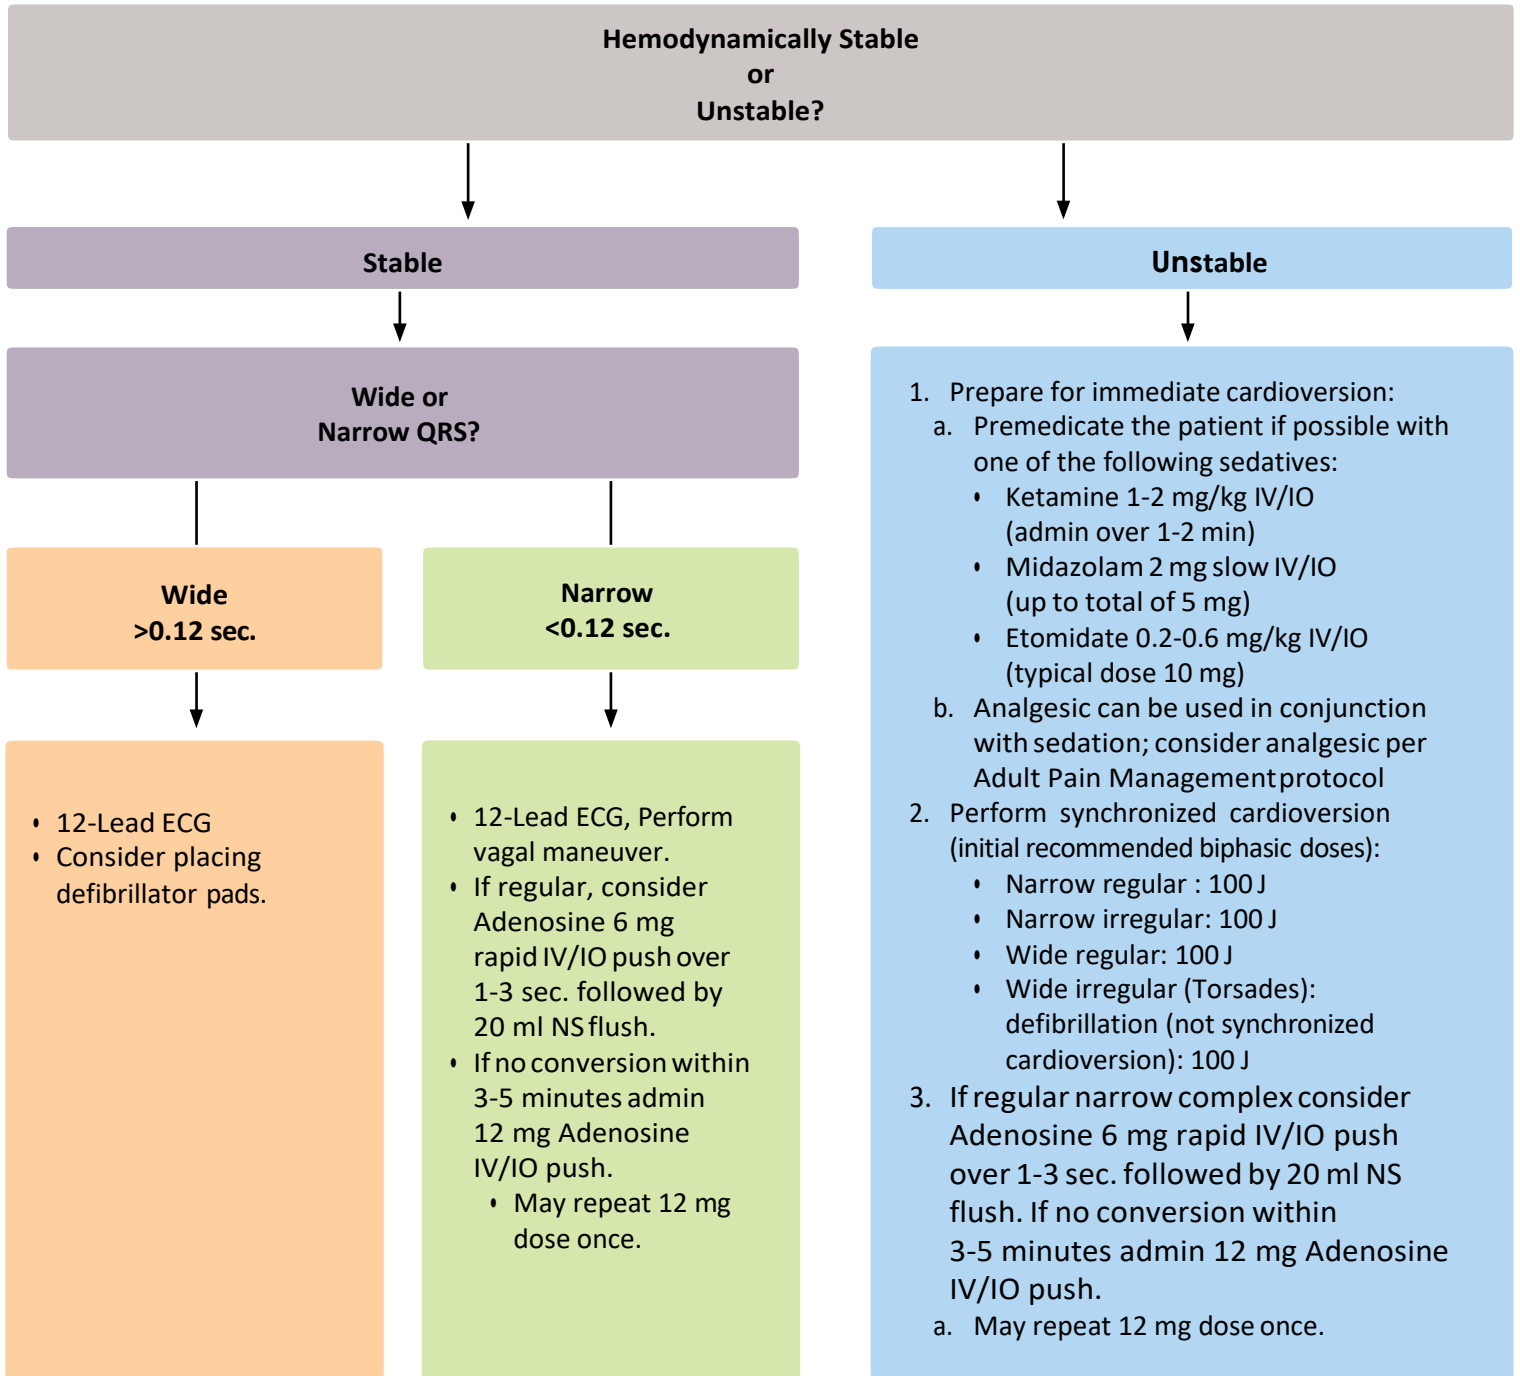 Hemodynamically Stable
or
Unstable?
Stable
Wide or
Narrow QRS?
Wide
>0.12 sec.
• 12-Lead ECG
• Consider placing
defibrillator pads.
Narrow
<0.12 sec.
• 12-Lead ECG, Perform
vagal maneuver.
• If regular, consider
Adenosine 6 mg
rapid IV/IO push over
1-3 sec. followed by
20 ml NS flush.
• If no conversion within
3-5 minutes admin
12 mg Adenosine
IV/IO push.
• May repeat 12 mg
dose once.
Unstable
1. Prepare for immediate cardioversion:
a. Premedicate the patient if possible with
one of the following sedatives:
• Ketamine 1-2 mg/kg IV/IO
(admin over 1-2 min)
• Midazolam 2 mg slow IV/IO
(up to total of 5 mg)
• Etomidate 0.2-0.6 mg/kg IV/IO
(typical dose 10 mg)
b. Analgesic can be used in conjunction
with sedation; consider analgesic per
Adult Pain Management protocol
2. Perform synchronized cardioversion
(initial recommended biphasic doses):
• Narrow regular : 100 J
• Narrow irregular: 100 J
• Wide regular: 100 J
• Wide irregular (Torsades):
defibrillation (not synchronized
cardioversion): 100 J
3. If regular narrow complex consider
Adenosine 6 mg rapid IV/IO push
over 1-3 sec. followed by 20 ml NS
flush. If no conversion within
3-5 minutes admin 12 mg Adenosine
IV/IO push.
a. May repeat 12 mg dose once.